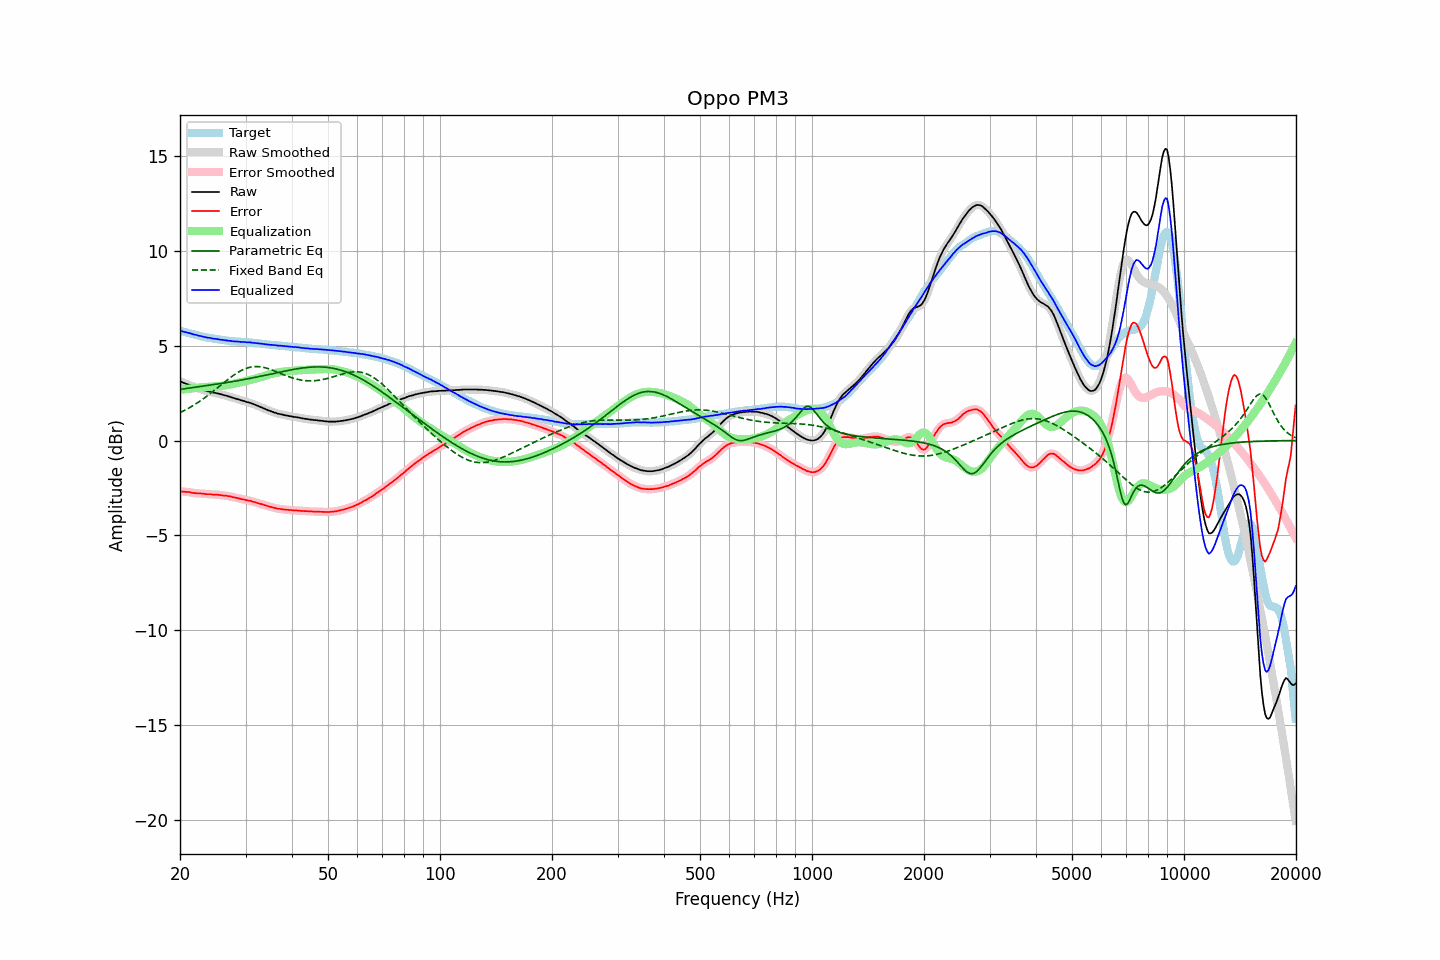 Oppo PM3
Target
Raw Smoothed
Error Smoothed
Raw
Error
Equalization
Parametric Eq
Fixed Band Eq
Equalized
15
10
5
0
−5
−10
−15
−20
Amplitude (dBr)
20 50 100 200 500 1000 2000 5000 10000 20000
Frequency (Hz)